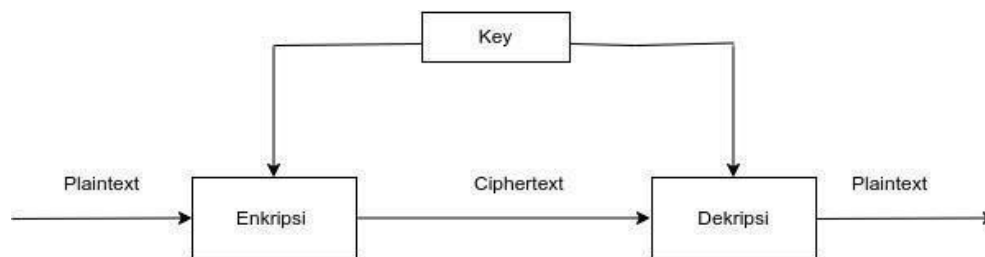 Key
Plaintext
Ciphertext
Plaintext
Enkripsi
Dekripsi